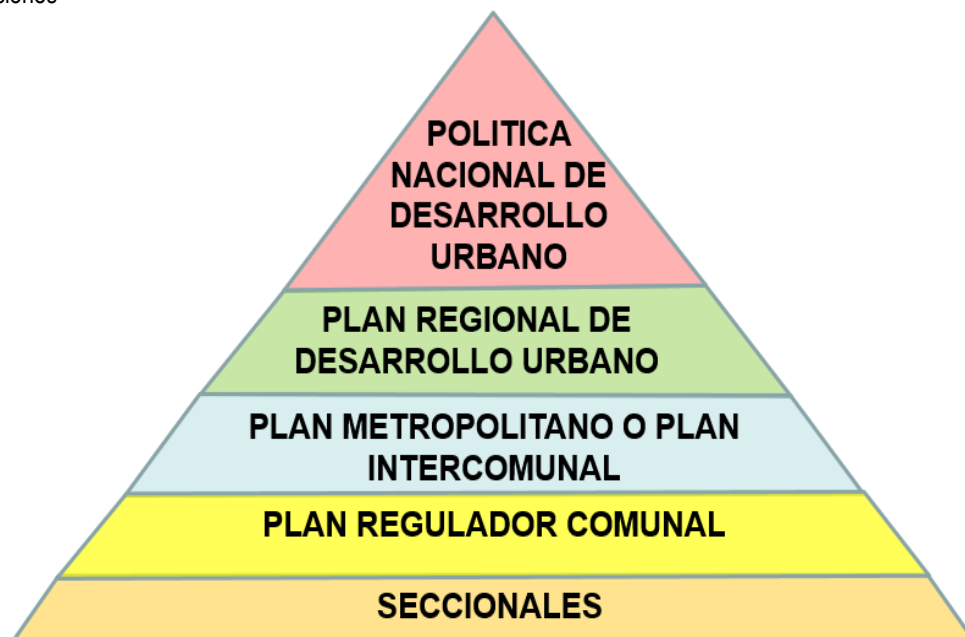 POLITICA
NACIONAL DE
DESARROLLO
URBANO
PLAN REGIONAL DE
DESARROLLO URBANO
PLAN METROPOLITANO O PLAN
INTERCOMUNAL
PLAN REGULADOR COMUNAL
SECCIONALES